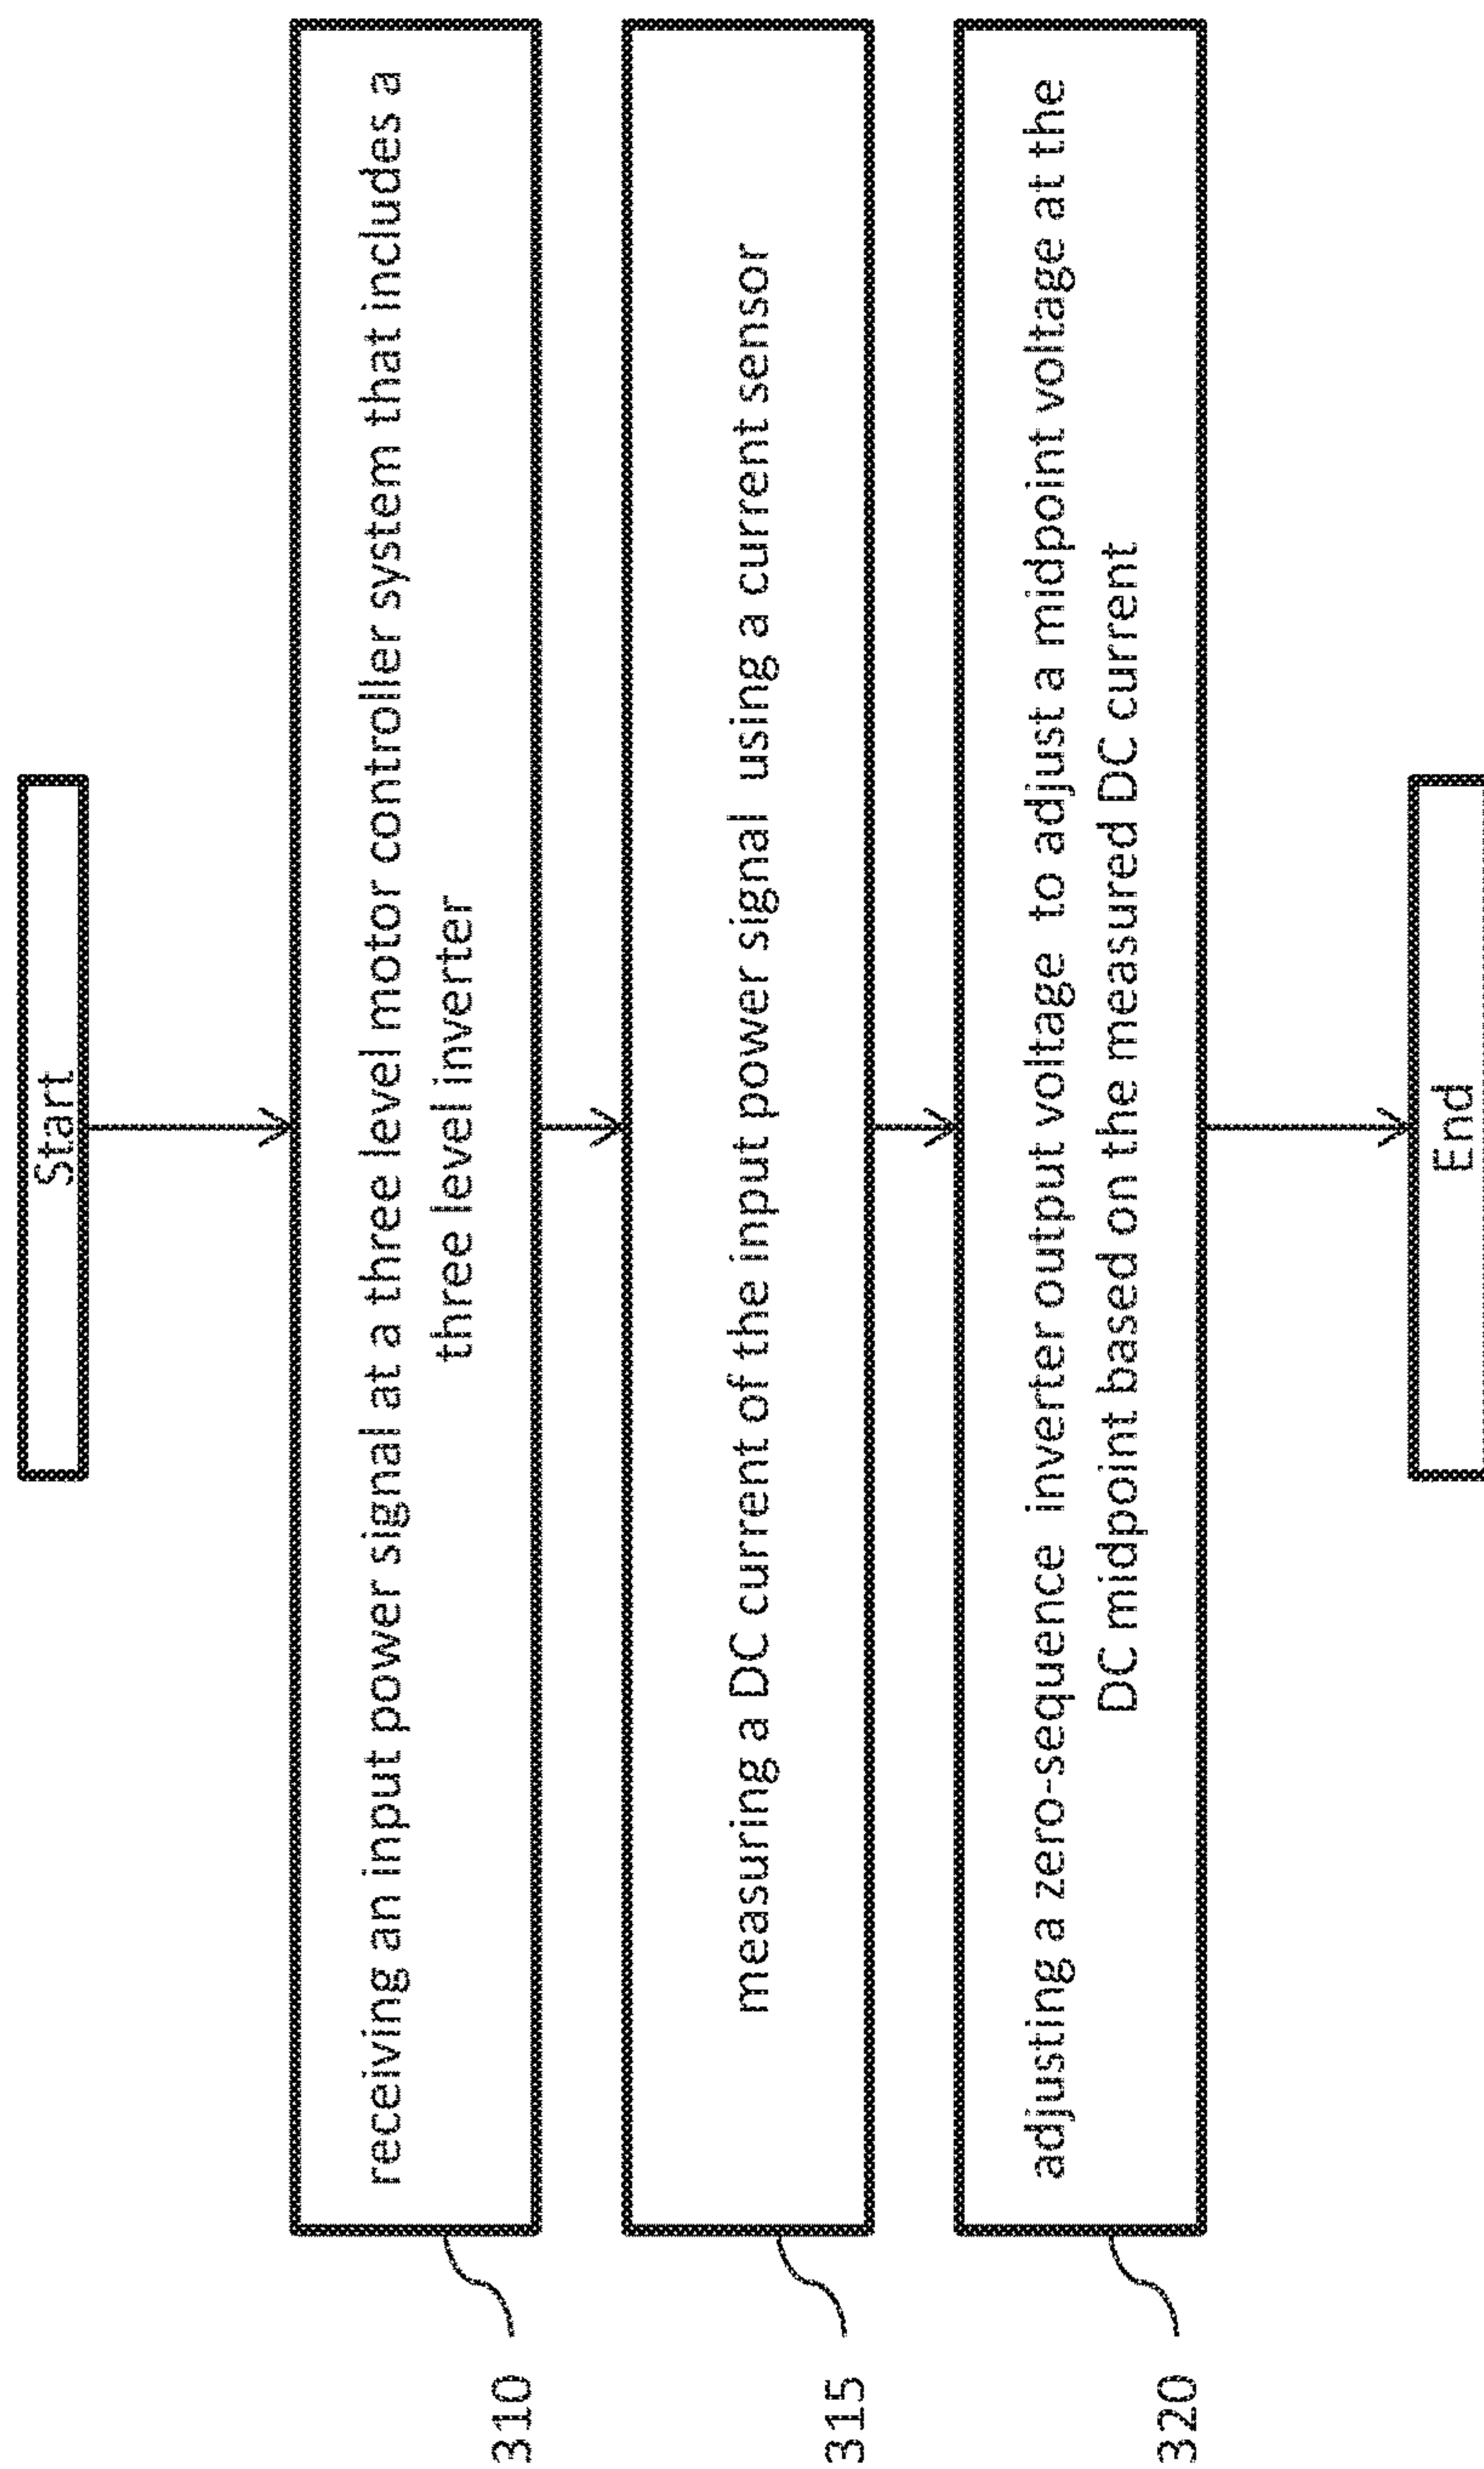 Start
receiving an input power signal at a three level motor controller system that includes a
three level inverter
310
measuring a DC current of the input power signal using a current sensor
315
adjusting a zero-sequence inverter output voltage to adjust a midpoint voltage at the
DC midpoint based on the measured DC current
320
End